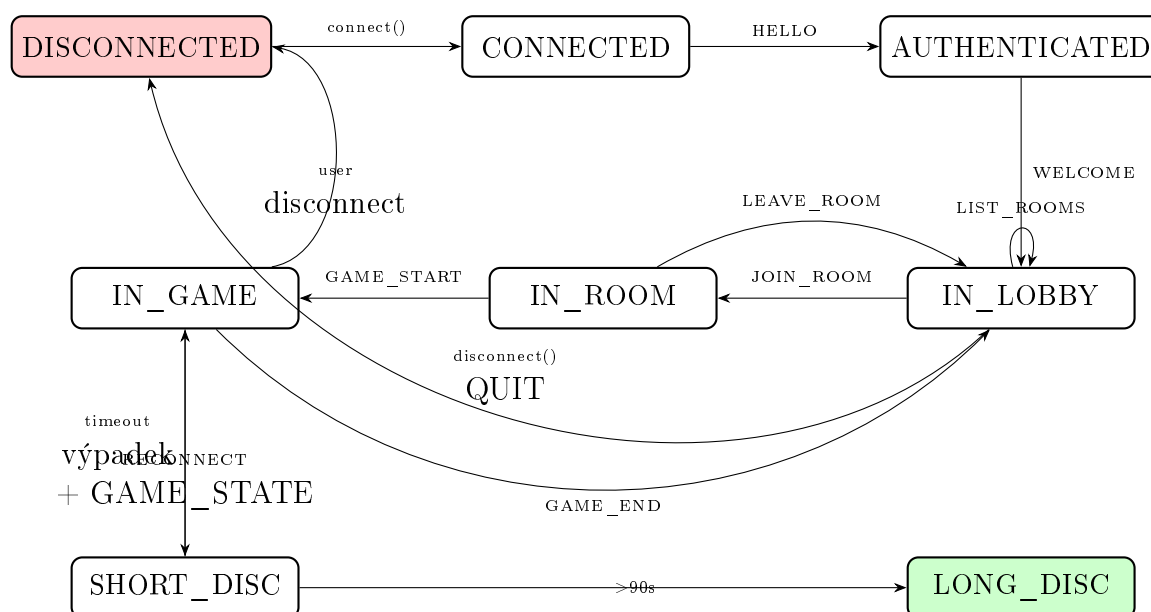 DISCONNECTED
connect()
CONNECTED
HELLO
AUTHENTICATED
WELCOME
user
disconnect
LEAVE_ROOM
LIST_ROOMS
IN_GAME
GAME_START
IN_ROOM
JOIN_ROOM
IN_LOBBY
disconnect()
QUIT
timeout
výpadek
RECONNECT
+ GAME_STATE
GAME_END
SHORT_DISC
>90s
LONG_DISC